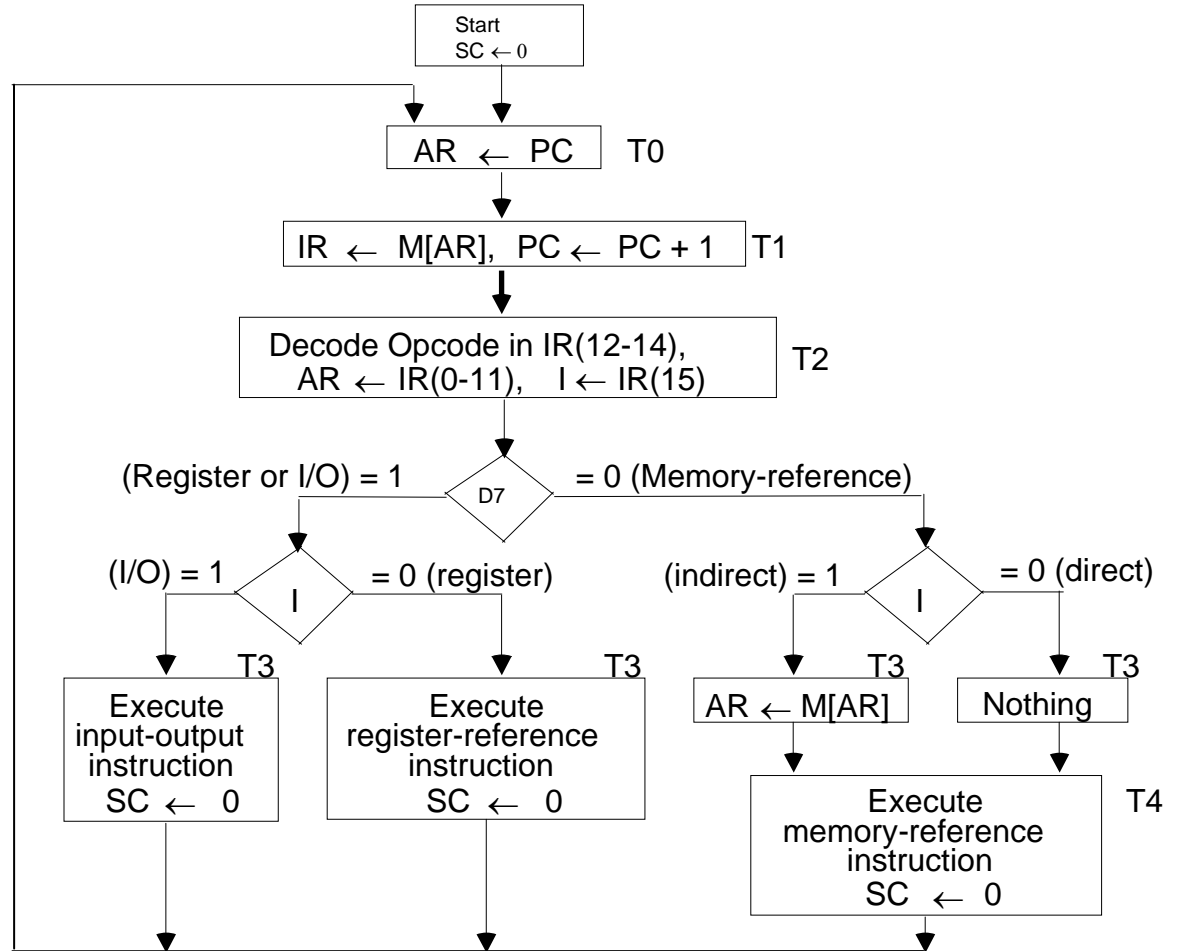 Start
SC ← 0
AR ← PC
T0
IR ← M[AR], PC ← PC + 1
T1
Decode Opcode in IR(12-14),
AR ← IR(0-11), I ← IR(15)
T2
(Register or I/O) = 1
D7
= 0 (Memory-reference)
(I/O) = 1
I
= 0 (register)
(indirect) = 1
I
= 0 (direct)
T3
Execute
input-output
instruction
SC ← 0
T3
Execute
register-reference
instruction
SC ← 0
T3
AR ← M[AR]
T3
Nothing
Execute
memory-reference
instruction
SC ← 0
T4